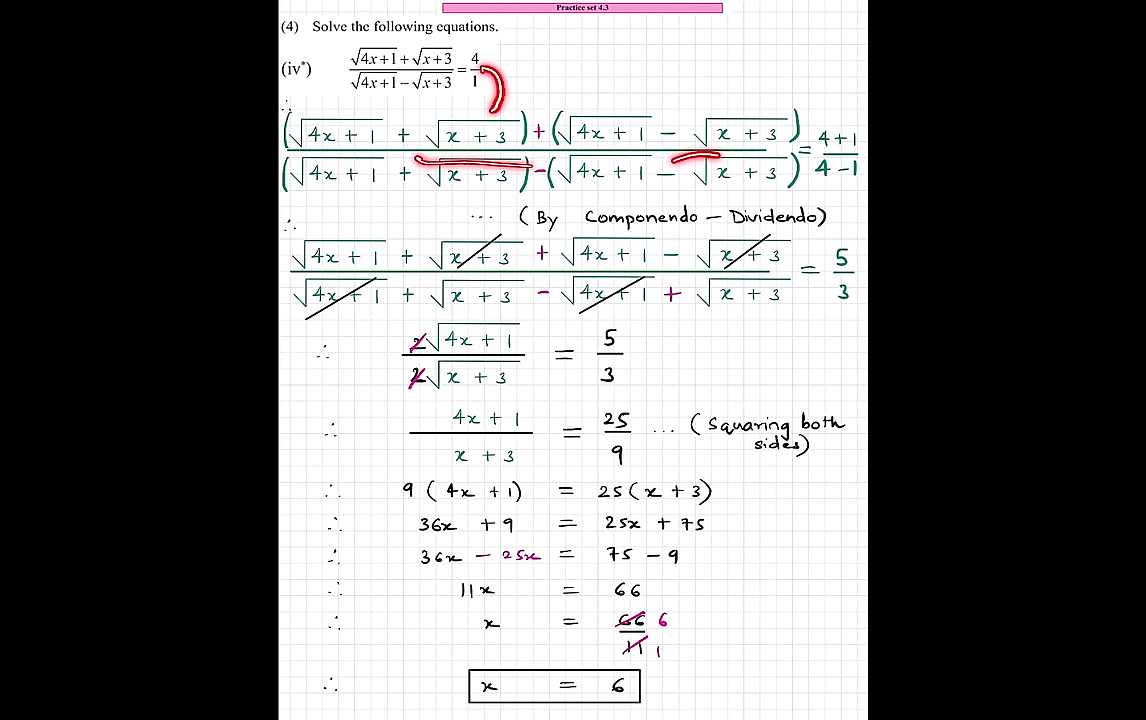 Practice set 4.3
(4) Solve the following equations.
(iv*) (√(4x+1) + √(x+3)) / (√(4x+1) − √(x+3)) = 4/1
∴ ((√(4x + 1) + √(x + 3)) + (√(4x + 1) − √(x + 3))) / ((√(4x + 1) + √(x + 3)) − (√(4x + 1) − √(x + 3))) = (4+1)/(4−1)
∴ ... (By Componendo – Dividendo)
(√(4x + 1) + √(x + 3) + √(4x + 1) − √(x + 3)) / (√(4x + 1) + √(x + 3) − √(4x + 1) + √(x + 3)) = 5/3
∴ 2√(4x + 1) / 2√(x + 3) = 5/3
∴ (4x + 1) / (x + 3) = 25/9 ... (Squaring both sides)
∴ 9 (4x + 1) = 25(x + 3)
∴ 36x + 9 = 25x + 75
∴ 36x − 25x = 75 − 9
∴ 11x = 66
∴ x = 66/11 6 1
∴ x = 6